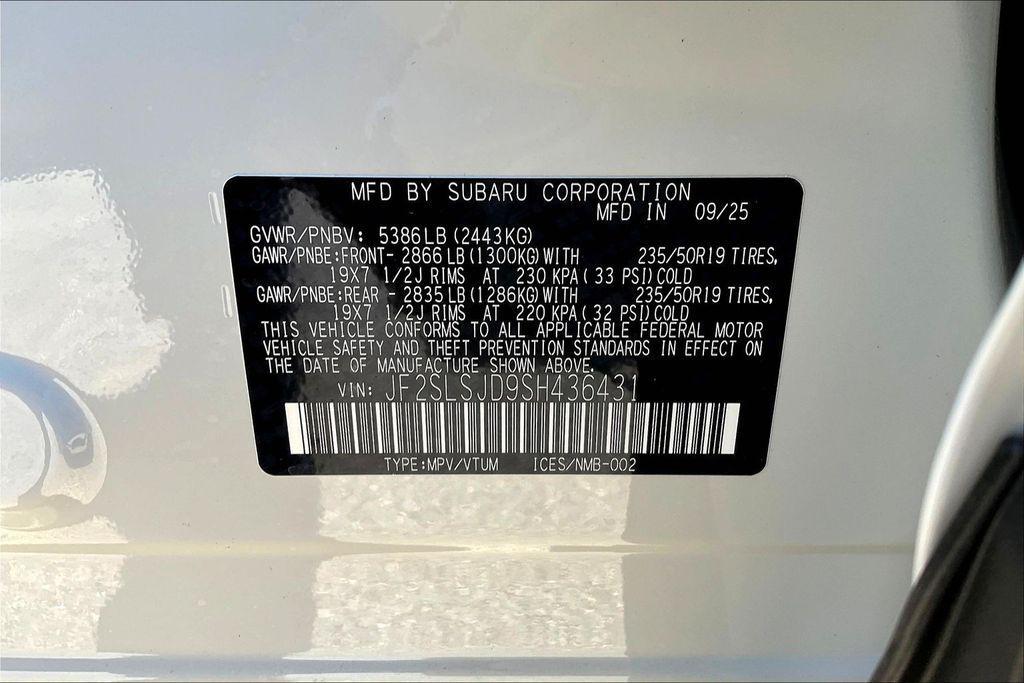 MFD BY SUBARU CORPORATION
MFD IN 09/25
GVWR/PNBV: 5386LB (2443KG)
GAWR/PNBE:FRONT- 2866 LB (1300KG) WITH 235/50R19 TIRES,
19X7 1/2J RIMS AT 230 KPA ( 33 PSI) COLD
GAWR/PNBE:REAR - 2835 LB (1286KG) WITH 235/50R19 TIRES,
19X7 1/2J RIMS AT 220 KPA ( 32 PSI) COLD
THIS VEHICLE CONFORMS TO ALL APPLICABLE FEDERAL MOTOR
VEHICLE SAFETY AND THEFT PREVENTION STANDARDS IN EFFECT ON
THE DATE OF MANUFACTURE SHOWN ABOVE.
VIN: JF2SLSJD9SH436431
TYPE:MPV/VTUM ICES/NMB-002